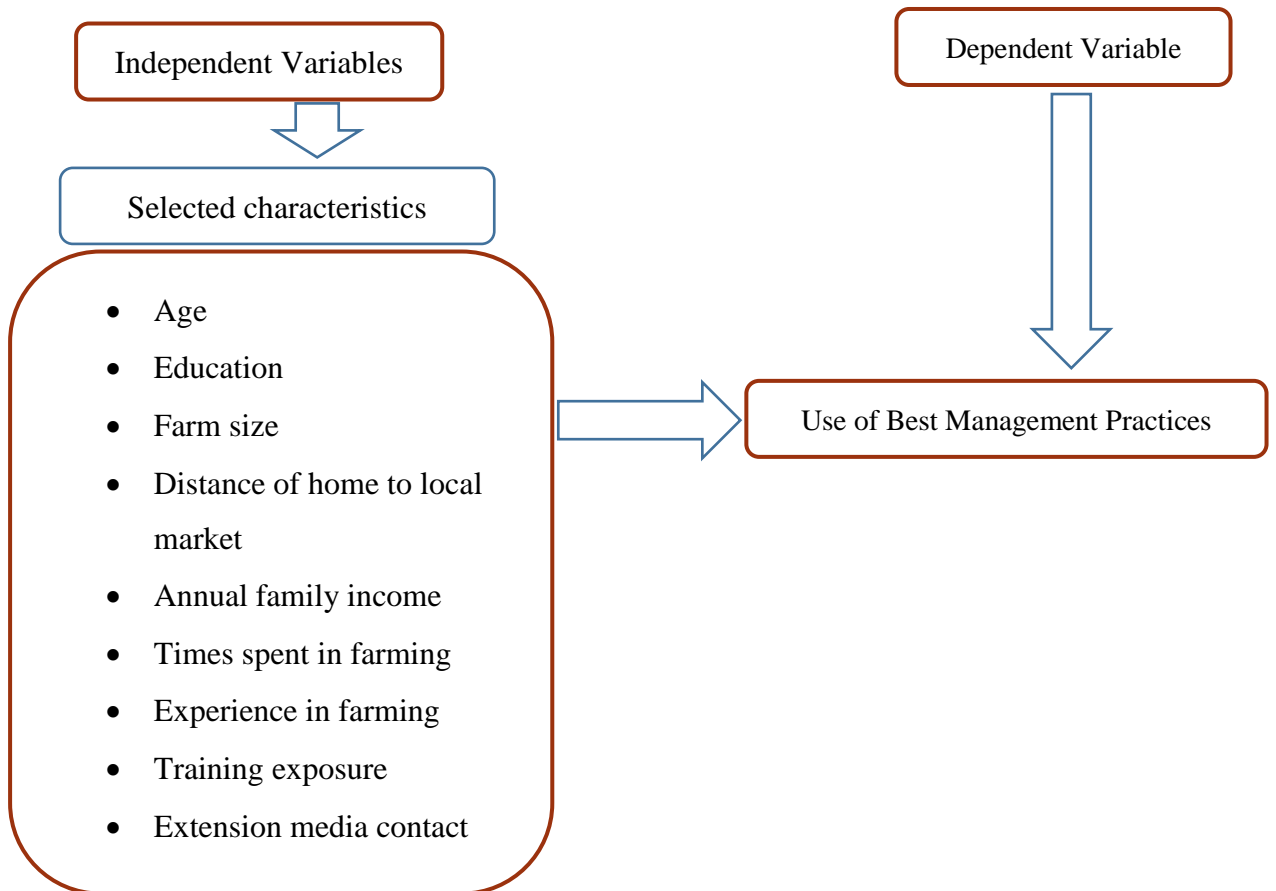 Independent Variables
Dependent Variable
Selected characteristics
• Age
• Education
• Farm size
• Distance of home to local
market
• Annual family income
• Times spent in farming
• Experience in farming
• Training exposure
• Extension media contact
Use of Best Management Practices